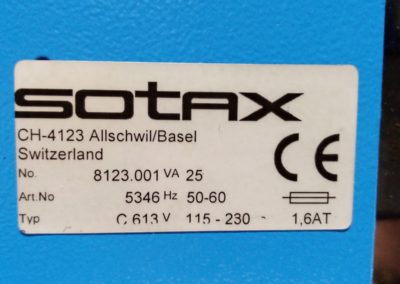 sotax
CH-4123 Allschwil/Basel
Switzerland
CE
No. 8123.001 VA 25
Art.No 5346 Hz 50-60
Typ C 613 V 115 - 230 1,6AT